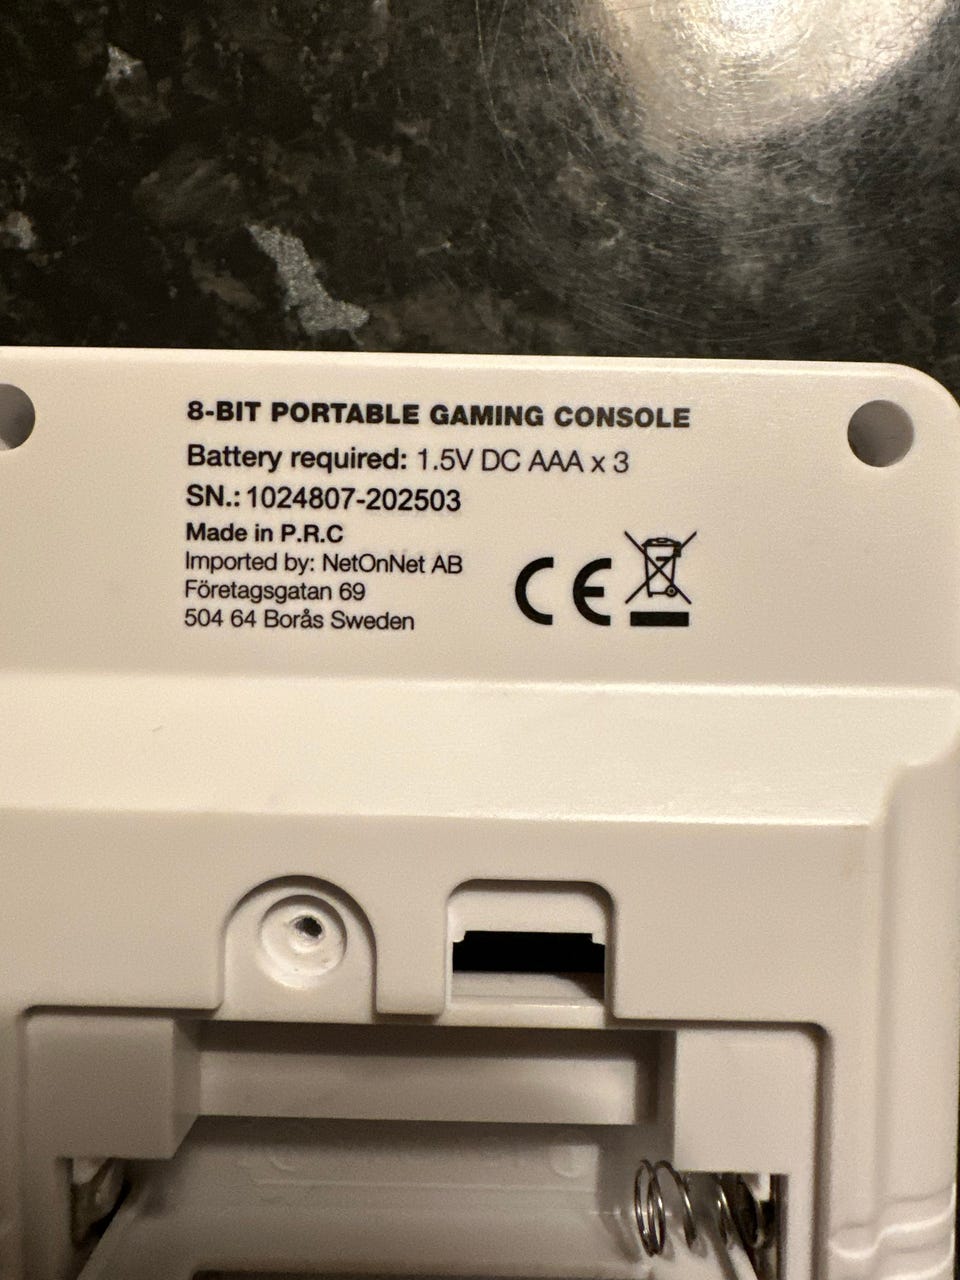 8-BIT PORTABLE GAMING CONSOLE
Battery required: 1.5V DC AAA x 3
SN.: 1024807-202503
Made in P.R.C
Imported by: NetOnNet AB
Företagsgatan 69
504 64 Borås Sweden
CE